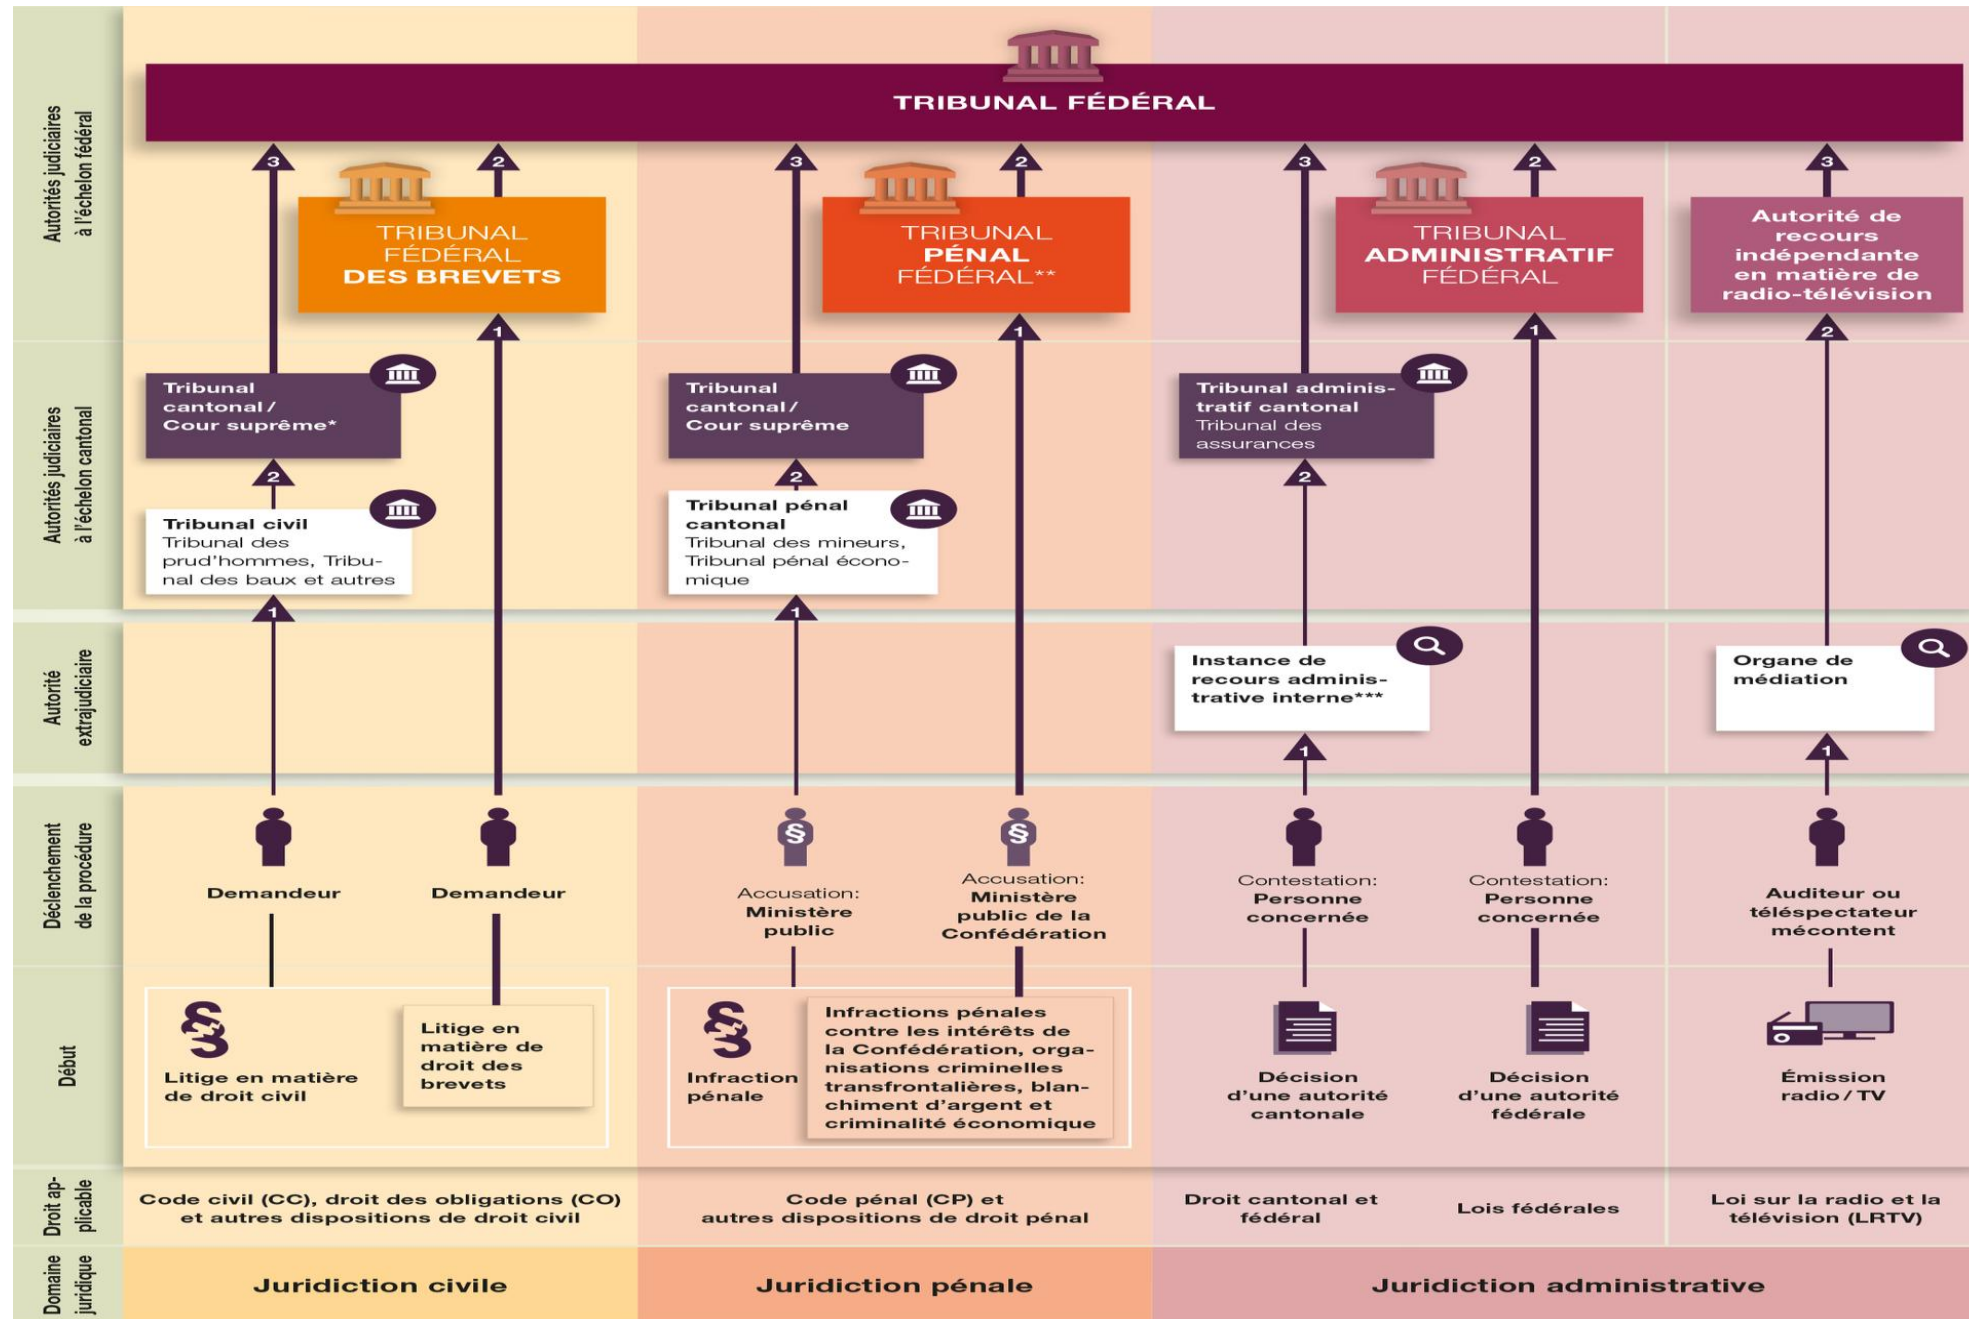 Autorités judiciaires
à l'échelon fédéral
TRIBUNAL FÉDÉRAL
3
2
3
2
3
2
3
TRIBUNAL
FÉDÉRAL
DES BREVETS
TRIBUNAL
PÉNAL
FÉDÉRAL**
TRIBUNAL
ADMINISTRATIF
FÉDÉRAL
Autorité de
recours
indépendante
en matière de
radio-télévision
1
1
1
2
Autorités judiciaires
à l'échelon cantonal
Tribunal
cantonal /
Cour suprême*
Tribunal
cantonal /
Cour suprême
Tribunal adminis-
tratif cantonal
Tribunal des
assurances
2
2
2
Tribunal civil
Tribunal des
prud'hommes, Tribu-
nal des baux et autres
Tribunal pénal
cantonal
Tribunal des mineurs,
Tribunal pénal écono-
mique
1
1
Autorité
extrajudiciaire
Instance de
recours adminis-
trative interne***
Organe de
médiation
1
1
Déclenchement
de la procédure
§
§
Demandeur
Demandeur
Accusation:
Ministère
public
Accusation:
Ministère
public de la
Confédération
Contestation:
Personne
concernée
Contestation:
Personne
concernée
Auditeur ou
téléspectateur
mécontent
Début
§
Litige en matière
de droit civil
Litige en
matière de
droit des
brevets
§
Infraction
pénale
Infractions pénales
contre les intérêts de
la Confédération, orga-
nisations criminelles
transfrontalières, blan-
chiment d'argent et
criminalité économique
Décision
d'une autorité
cantonale
Décision
d'une autorité
fédérale
Émission
radio / TV
Droit ap-
plicable
Code civil (CC), droit des obligations (CO)
et autres dispositions de droit civil
Code pénal (CP) et
autres dispositions de droit pénal
Droit cantonal et
fédéral
Lois fédérales
Loi sur la radio et la
télévision (LRTV)
Domaine
juridique
Juridiction civile
Juridiction pénale
Juridiction administrative